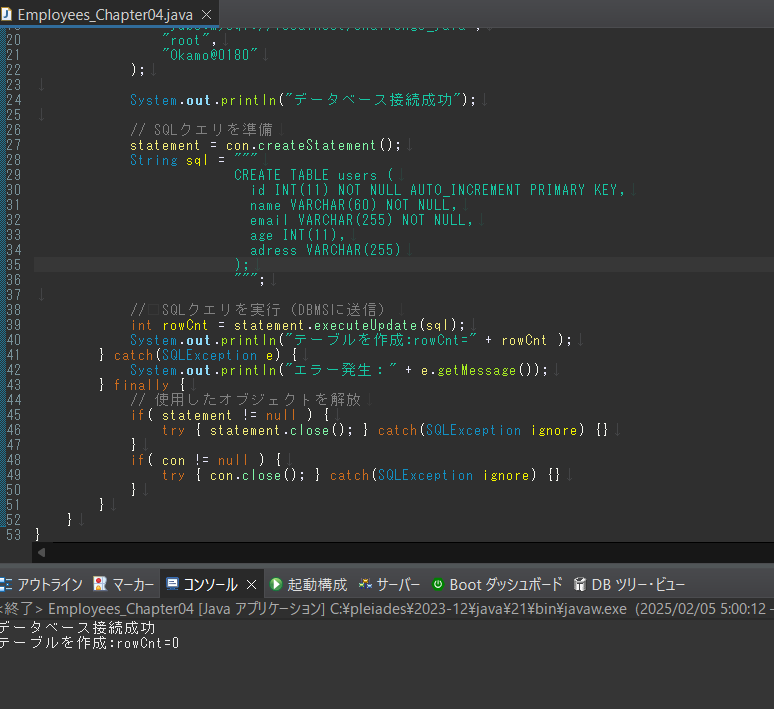 Employees_Chapter04.java
20 "root",
21 "Okamo@0180"
22 );
23
24 System.out.println("データベース接続成功");
25
26 // SQLクエリを準備
27 statement = con.createStatement();
28 String sql = """
29 CREATE TABLE users (
30 id INT(11) NOT NULL AUTO_INCREMENT PRIMARY KEY,
31 name VARCHAR(60) NOT NULL,
32 email VARCHAR(255) NOT NULL,
33 age INT(11),
34 adress VARCHAR(255)
35 );
36 """;
37
38 // SQLクエリを実行（DBMSに送信）
39 int rowCnt = statement.executeUpdate(sql);
40 System.out.println("テーブルを作成:rowCnt=" + rowCnt );
41 } catch(SQLException e) {
42 System.out.println("エラー発生：" + e.getMessage());
43 } finally {
44 // 使用したオブジェクトを解放
45 if( statement != null ) {
46 try { statement.close(); } catch(SQLException ignore) {}
47 }
48 if( con != null ) {
49 try { con.close(); } catch(SQLException ignore) {}
50 }
51 }
52 }
53 }
アウトライン マーカー コンソール 起動構成 サーバー Boot ダッシュボード DB ツリー・ビュー
<終了> Employees_Chapter04 [Java アプリケーション] C:¥pleiades¥2023-12¥java¥21¥bin¥javaw.exe (2025/02/05 5:00:12 –
データベース接続成功
テーブルを作成:rowCnt=0